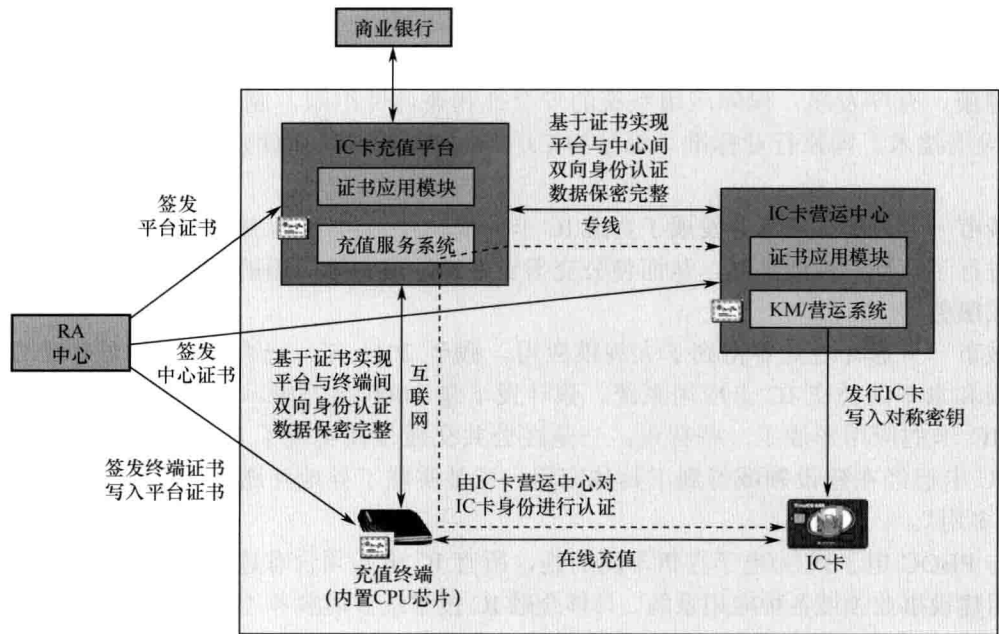 商业银行
IC卡充值平台
证书应用模块
充值服务系统
基于证书实现
平台与中心间
双向身份认证
数据保密完整
专线
IC卡营运中心
证书应用模块
KM/营运系统
签发
平台证书
RA
中心
签发
中心证书
签发终端证书
写入平台证书
基于证书实现
平台与终端间
双向身份认证
数据保密完整
互联网
发行IC卡
写入对称密钥
由IC卡营运中心对
IC卡身份进行认证
在线充值
充值终端
(内置CPU芯片)
IC卡